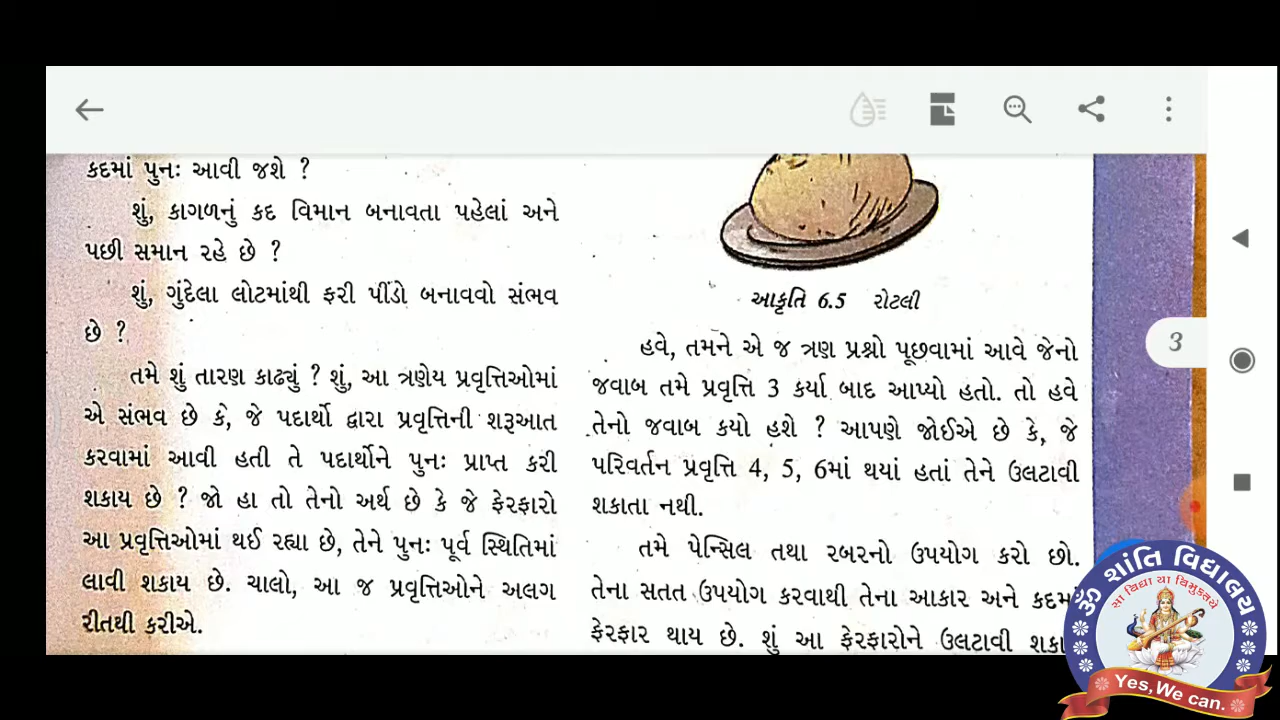 કદમાં પુનઃ આવી જશે ?
શું, કાગળનું કદ વિમાન બનાવતા પહેલાં અને
પછી સમાન રહે છે ?
શું, ગુંદેલા લોટમાંથી ફરી પીંડો બનાવવો સંભવ
છે ?
તમે શું તારણ કાઢ્યું ? શું, આ ત્રણેય પ્રવૃત્તિઓમાં
એ સંભવ છે કે, જે પદાર્થો દ્વારા પ્રવૃત્તિની શરૂઆત
કરવામાં આવી હતી તે પદાર્થોને પુનઃ પ્રાપ્ત કરી
શકાય છે ? જો હા તો તેનો અર્થ છે કે જે ફેરફારો
આ પ્રવૃત્તિઓમાં થઈ રહ્યા છે, તેને પુનઃ પૂર્વ સ્થિતિમાં
લાવી શકાય છે. ચાલો, આ જ પ્રવૃત્તિઓને અલગ
રીતથી કરીએ.
આકૃતિ 6.5 રોટલી
હવે, તમને એ જ ત્રણ પ્રશ્નો પૂછવામાં આવે જેનો
જવાબ તમે પ્રવૃત્તિ 3 કર્યા બાદ આપ્યો હતો. તો હવે
તેનો જવાબ કયો હશે ? આપણે જોઈએ છે કે, જે
પરિવર્તન પ્રવૃત્તિ 4, 5, 6માં થયાં હતાં તેને ઉલટાવી
શકાતા નથી.
તમે પેન્સિલ તથા રબરનો ઉપયોગ કરો છો.
તેના સતત ઉપયોગ કરવાથી તેના આકાર અને કદમાં
ફેરફાર થાય છે. શું આ ફેરફારોને ઉલટાવી
3
ૐ શાંતિ વિદ્યાલય
સા વિદ્યા યા વિમુક્તયે
Yes, We can.